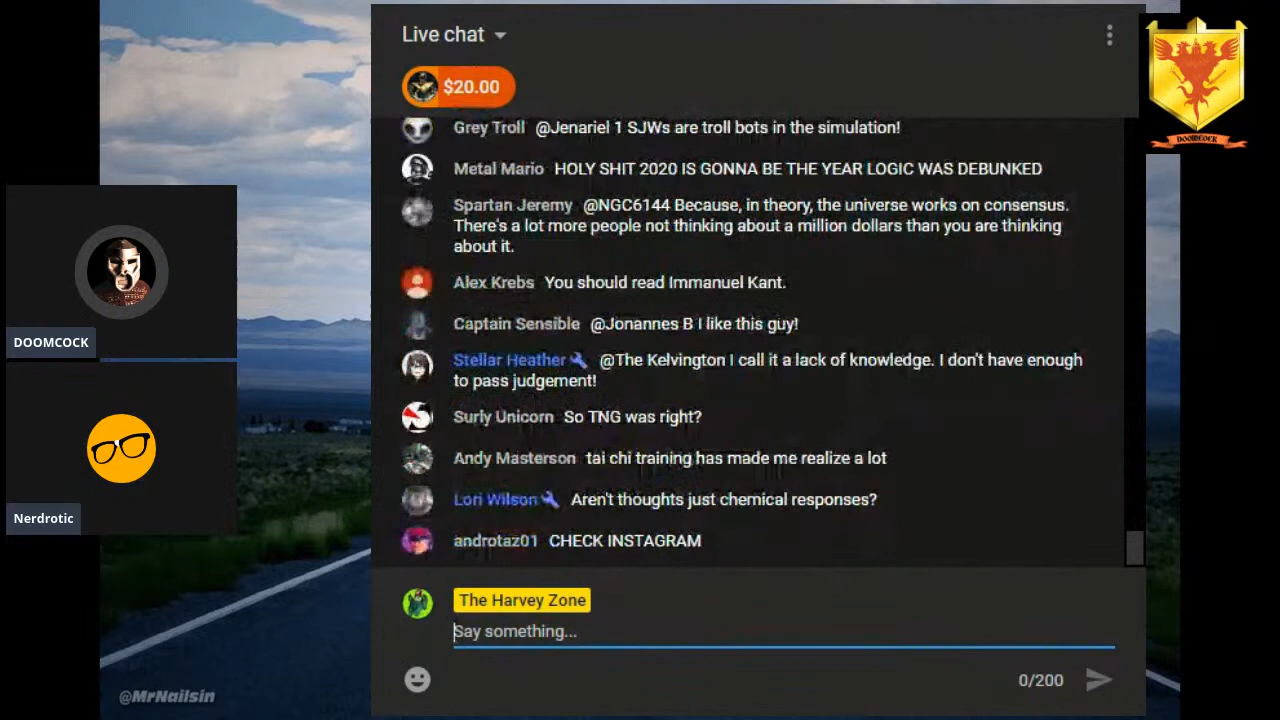 Live chat
$20.00
Grey Troll @Jenariel 1 SJWs are troll bots in the simulation!
Metal Mario HOLY SHIT 2020 IS GONNA BE THE YEAR LOGIC WAS DEBUNKED
Spartan Jeremy @NGC6144 Because, in theory, the universe works on consensus.
There's a lot more people not thinking about a million dollars than you are thinking
about it.
Alex Krebs You should read Immanuel Kant.
Captain Sensible @Jonannes B I like this guy!
Stellar Heather @The Kelvington I call it a lack of knowledge. I don't have enough
to pass judgement!
Surly Unicorn So TNG was right?
Andy Masterson tai chi training has made me realize a lot
Lori Wilson Aren't thoughts just chemical responses?
androtaz01 CHECK INSTAGRAM
The Harvey Zone
Say something...
0/200
DOOMCOCK
Nerdrotic
@MrNailsin
DOOMCOCK